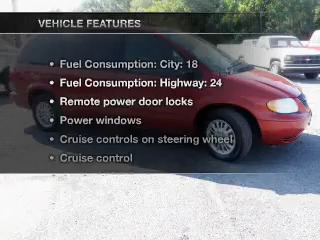 VEHICLE FEATURES
• Fuel Consumption: City: 18
• Fuel Consumption: Highway: 24
• Remote power door locks
• Power windows
• Cruise controls on steering wheel
• Cruise control